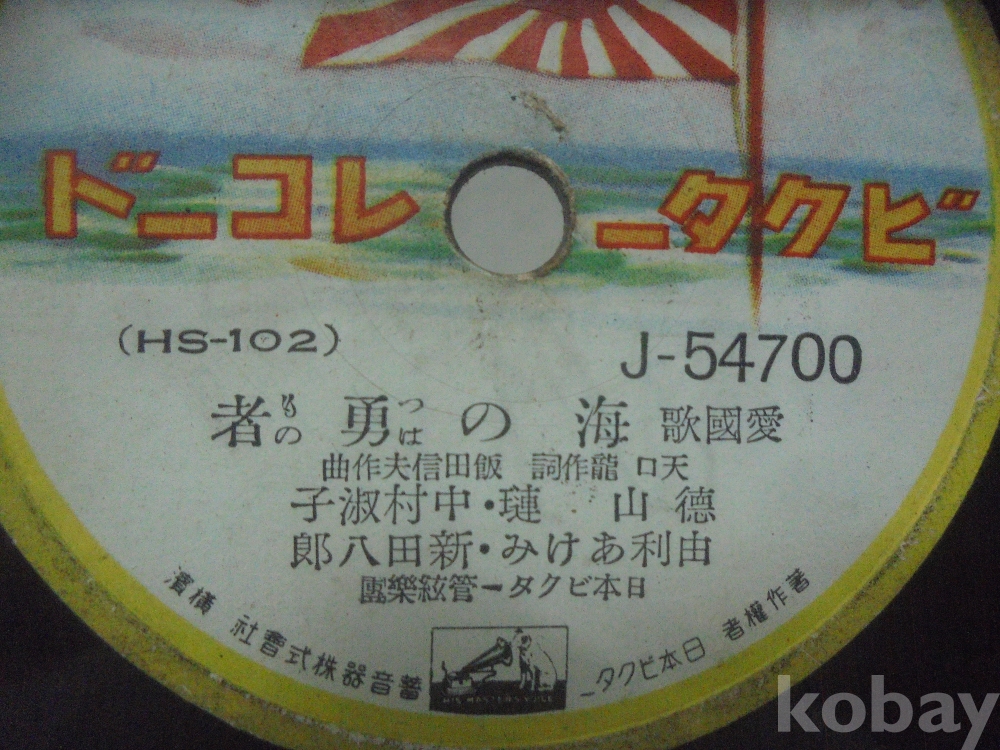 ビクターレコード
J-54700
(HS-102)
愛國歌 海の勇者
つはもの
天口龍作詞 飯田信夫作曲
德山璉・中村淑子
由利あけみ・新田八郎
日本ビクター管絃樂團
著作權者 日本ビクター蓄音器株式會社 橫濱
HIS MASTER'S VOICE
kobay